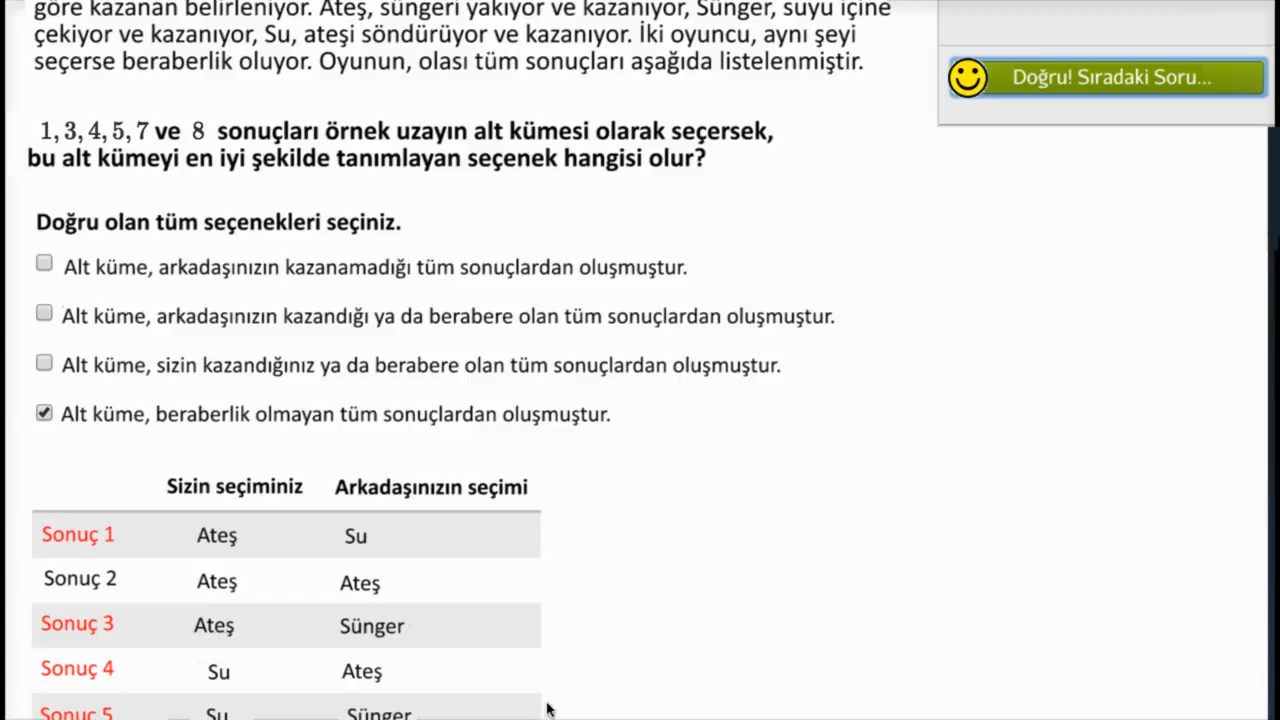 göre kazanan belirleniyor. Ateş, süngeri yakıyor ve kazanıyor, Sünger, suyu içine
çekiyor ve kazanıyor, Su, ateşi söndürüyor ve kazanıyor. İki oyuncu, aynı şeyi
seçerse beraberlik oluyor. Oyunun, olası tüm sonuçları aşağıda listelenmiştir.
Doğru! Sıradaki Soru...
1, 3, 4, 5, 7 ve 8 sonuçları örnek uzayın alt kümesi olarak seçersek,
bu alt kümeyi en iyi şekilde tanımlayan seçenek hangisi olur?
Doğru olan tüm seçenekleri seçiniz.
Alt küme, arkadaşınızın kazanamadığı tüm sonuçlardan oluşmuştur.
Alt küme, arkadaşınızın kazandığı ya da berabere olan tüm sonuçlardan oluşmuştur.
Alt küme, sizin kazandığınız ya da berabere olan tüm sonuçlardan oluşmuştur.
Alt küme, beraberlik olmayan tüm sonuçlardan oluşmuştur.
Sizin seçiminiz Arkadaşınızın seçimi
Sonuç 1 Ateş Su
Sonuç 2 Ateş Ateş
Sonuç 3 Ateş Sünger
Sonuç 4 Su Ateş
Sonuç 5 Su Sünger